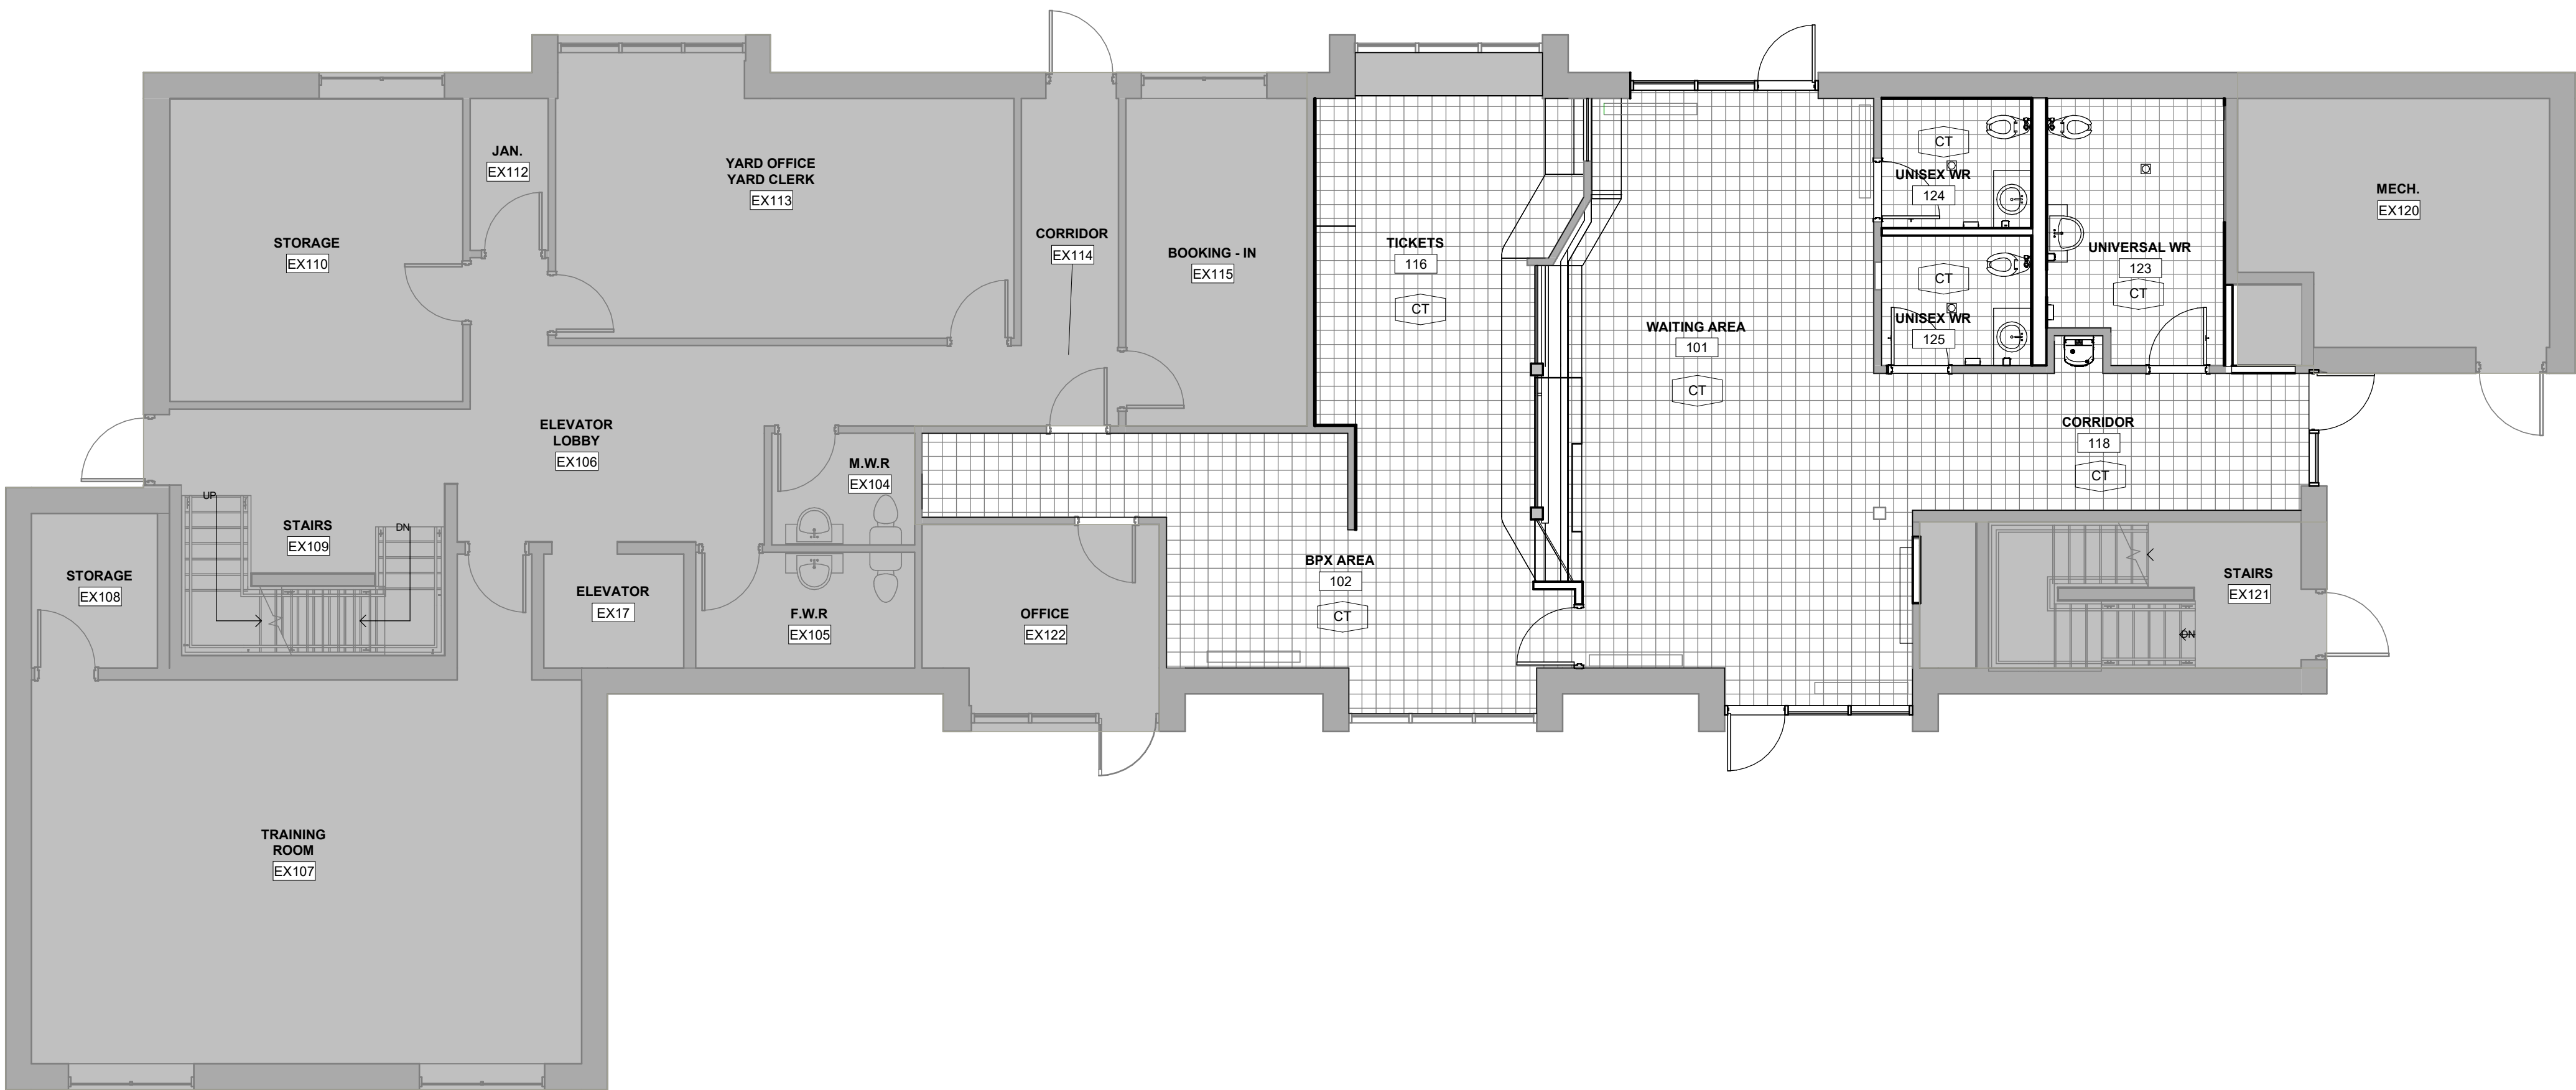 JAN.
EX112
YARD OFFICE
YARD CLERK
EX113
STORAGE
EX110
CORRIDOR
EX114
BOOKING - IN
EX115
TICKETS
116
CT
WAITING AREA
101
CT
CT
UNISEX WR
124
CT
UNISEX WR
125
UNIVERSAL WR
123
CT
MECH.
EX120
ELEVATOR
LOBBY
EX106
M.W.R
EX104
CORRIDOR
118
CT
UP
STAIRS
EX109
DN
STORAGE
EX108
ELEVATOR
EX17
F.W.R
EX105
OFFICE
EX122
BPX AREA
102
CT
STAIRS
EX121
DN
TRAINING
ROOM
EX107